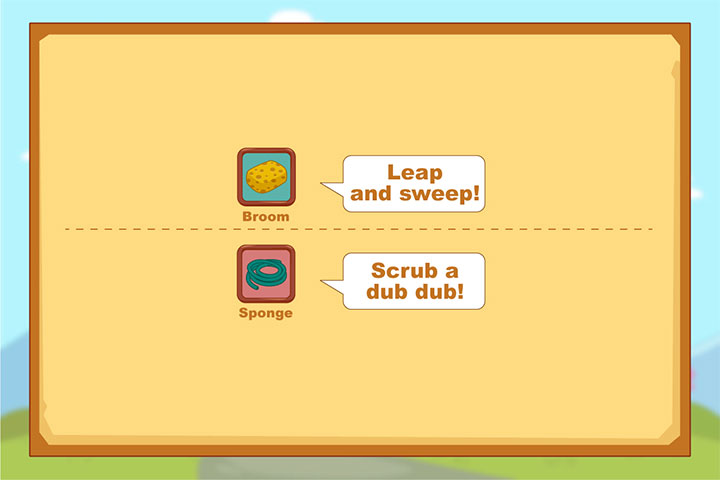 Leap
and sweep!
Broom
Scrub a
dub dub!
Sponge